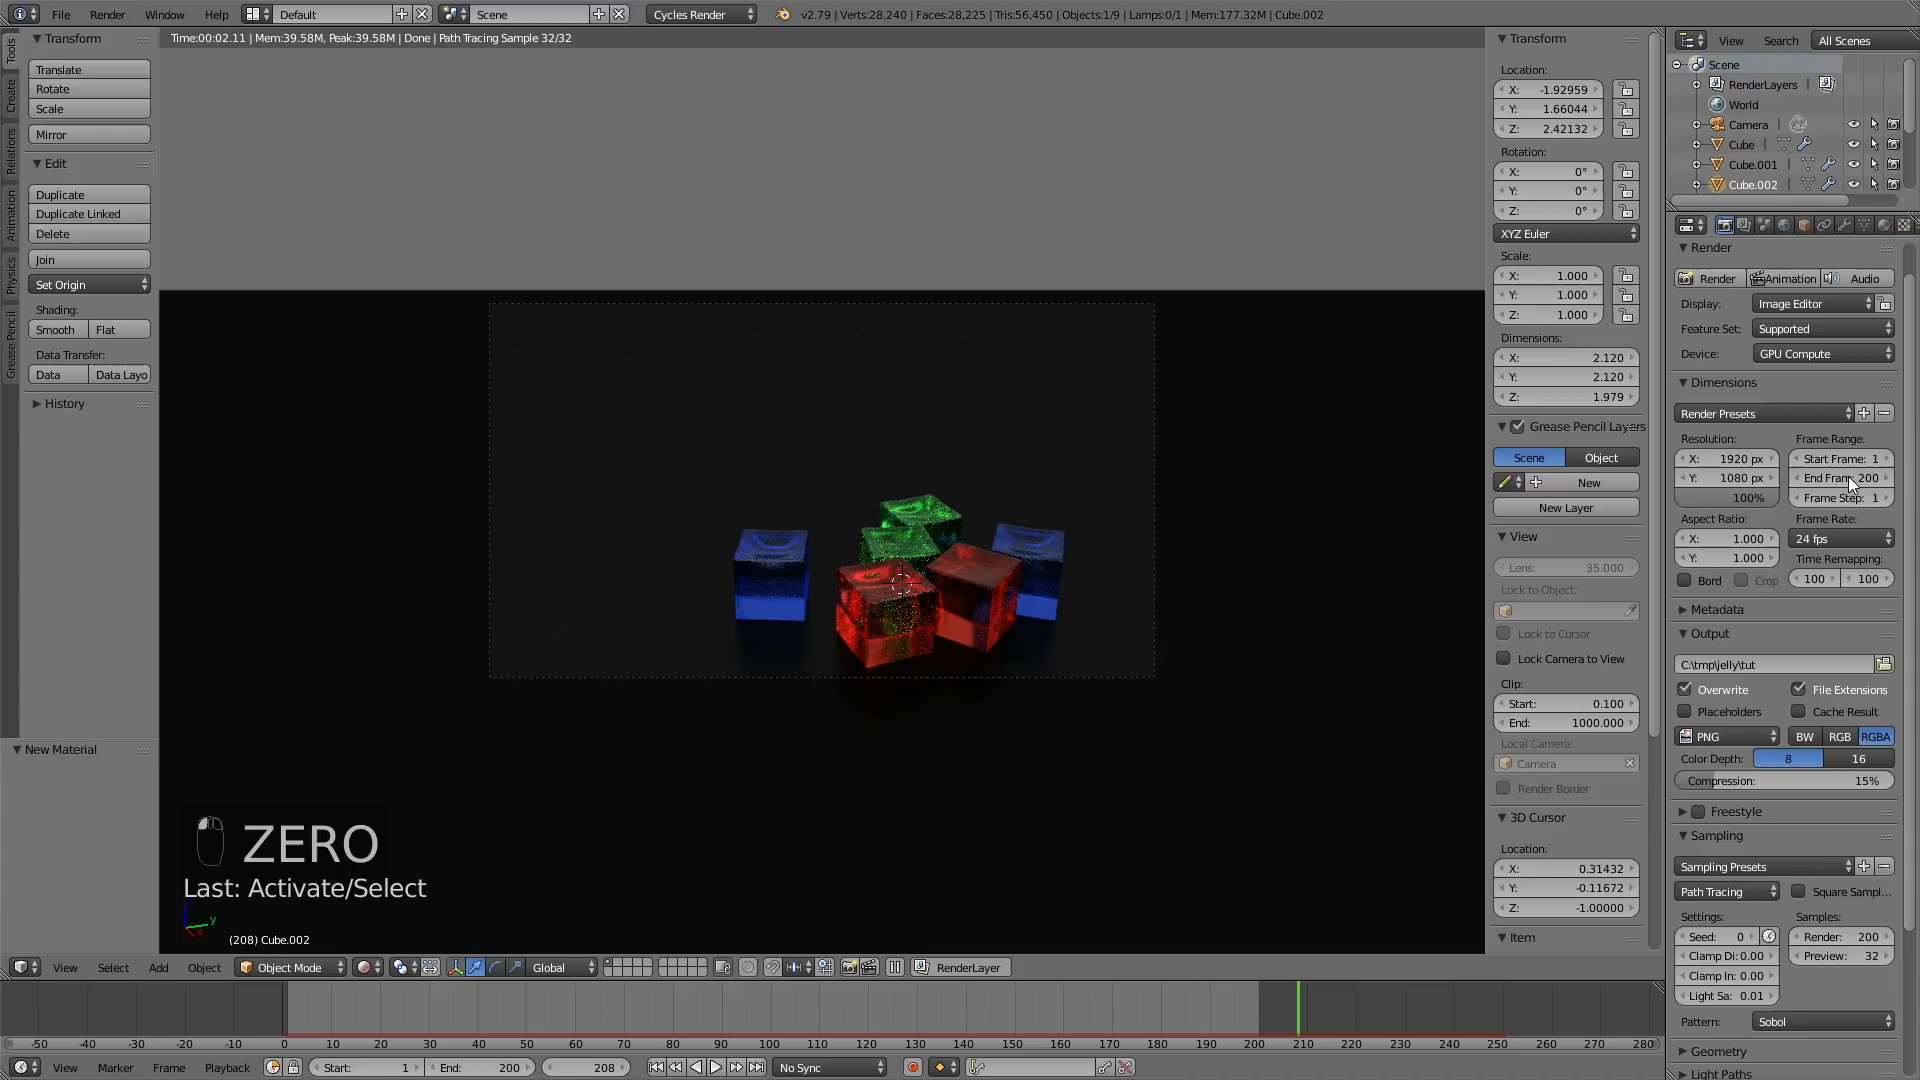 File Render Window Help Default Scene Cycles Render v2.79 | Verts:28,240 | Faces:28,225 | Tris:56,450 | Objects:1/9 | Lamps:0/1 | Mem:177.32M | Cube.002
Time:00:02.11 | Mem:39.58M, Peak:39.58M | Done | Path Tracing Sample 32/32
Tools
Create
Relations
Animation
Physics
Grease Pencil
Transform
Translate
Rotate
Scale
Mirror
Edit
Duplicate
Duplicate Linked
Delete
Join
Set Origin
Shading:
Smooth Flat
Data Transfer:
Data Data Layo
History
New Material
ZERO
Last: Activate/Select
y
(208) Cube.002
Transform
Location:
X: -1.92959
Y: 1.66044
Z: 2.42132
Rotation:
X: 0°
Y: 0°
Z: 0°
XYZ Euler
Scale:
X: 1.000
Y: 1.000
Z: 1.000
Dimensions:
X: 2.120
Y: 2.120
Z: 1.979
Grease Pencil Layers
Scene Object
New
New Layer
View
Lens: 35.000
Lock to Object:
Lock to Cursor
Lock Camera to View
Clip:
Start: 0.100
End: 1000.000
Local Camera:
Camera
Render Border
3D Cursor
Location:
X: 0.31432
Y: -0.11672
Z: -1.00000
Item
View Search All Scenes
Scene
RenderLayers |
World
Camera |
Cube
Cube.001
Cube.002
Render
Render Animation Audio
Display: Image Editor
Feature Set: Supported
Device: GPU Compute
Dimensions
Render Presets
Resolution: Frame Range:
X: 1920 px Start Frame: 1
Y: 1080 px End Fram 200
100% Frame Step: 1
Aspect Ratio: Frame Rate:
X: 1.000 24 fps
Y: 1.000 Time Remapping:
Bord Crop 100 100
Metadata
Output
C:\tmp\jelly\tut
Overwrite File Extensions
Placeholders Cache Result
PNG BW RGB RGBA
Color Depth: 8 16
Compression: 15%
Freestyle
Sampling
Sampling Presets
Path Tracing Square Sampl...
Settings: Samples:
Seed: 0 Render: 200
Clamp Di: 0.00 Preview: 32
Clamp In: 0.00
Light Sa: 0.01
Pattern: Sobol
Geometry
Light Paths
View Select Add Object Object Mode Global RenderLayer
-50 -40 -30 -20 -10 0 10 20 30 40 50 60 70 80 90 100 110 120 130 140 150 160 170 180 190 200 210 220 230 240 250 260 270 280
View Marker Frame Playback Start: 1 End: 200 208 No Sync